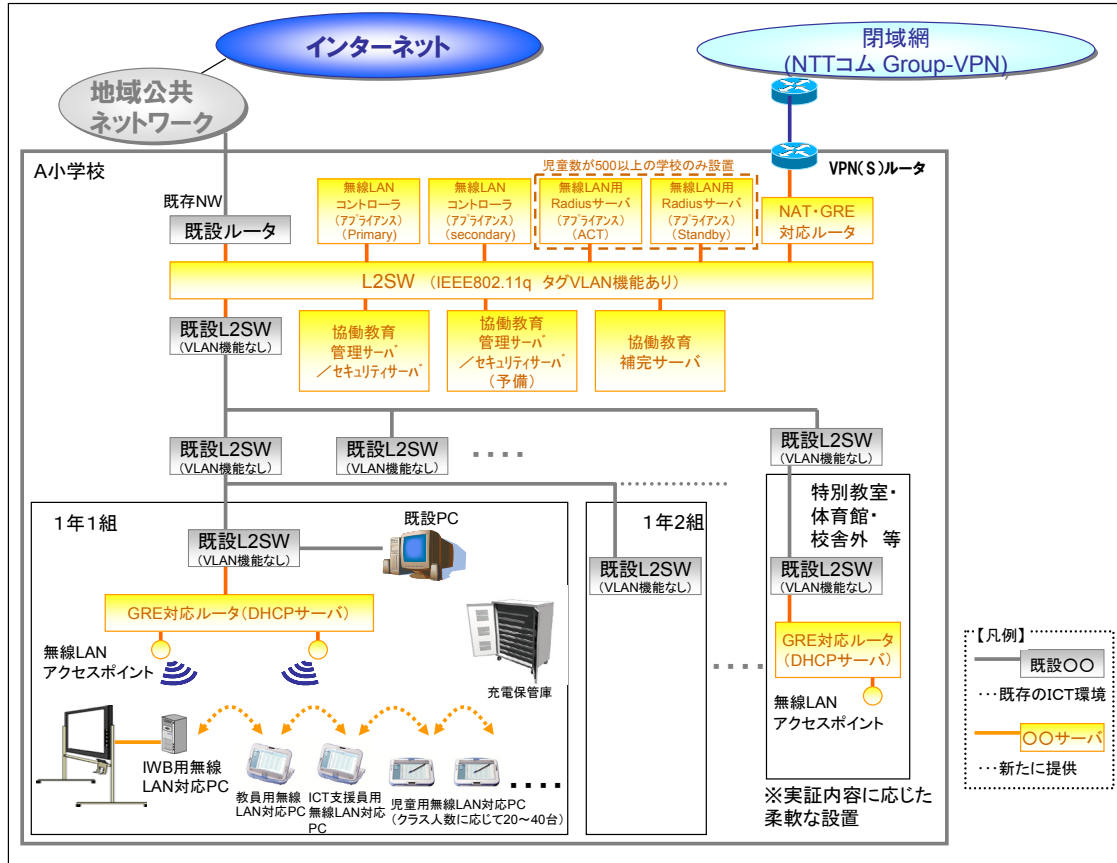 インターネット
閉域網
(NTTコム Group-VPN)
地域公共
ネットワーク
A小学校
VPN(S)ルータ
児童数が500以上の学校のみ設置
既存NW
既設ルータ
無線LAN
コントローラ
(アプライアンス)
(Primary)
無線LAN
コントローラ
(アプライアンス)
(secondary)
無線LAN用
Radiusサーバ
(アプライアンス)
(ACT)
無線LAN用
Radiusサーバ
(アプライアンス)
(Standby)
NAT・GRE
対応ルータ
L2SW (IEEE802.11q タグVLAN機能あり)
既設L2SW
(VLAN機能なし)
協働教育
管理サーバ
/セキュリティサーバ
協働教育
管理サーバ
/セキュリティサーバ
(予備)
協働教育
補完サーバ
既設L2SW
(VLAN機能なし)
既設L2SW
(VLAN機能なし)
････
既設L2SW
(VLAN機能なし)
1年1組
既設PC
既設L2SW
(VLAN機能なし)
GRE対応ルータ(DHCPサーバ)
無線LAN
アクセスポイント
充電保管庫
IWB用無線
LAN対応PC
教員用無線
LAN対応PC
ICT支援員用
無線LAN対応
PC
児童用無線LAN対応PC
(クラス人数に応じて20~40台)
････
1年2組
既設L2SW
(VLAN機能なし)
････
特別教室・
体育館・
校舎外 等
既設L2SW
(VLAN機能なし)
GRE対応ルータ
(DHCPサーバ)
無線LAN
アクセスポイント
※実証内容に応じた
柔軟な設置
【凡例】
既設〇〇
･･･既存のICT環境
〇〇サーバ
･･･新たに提供